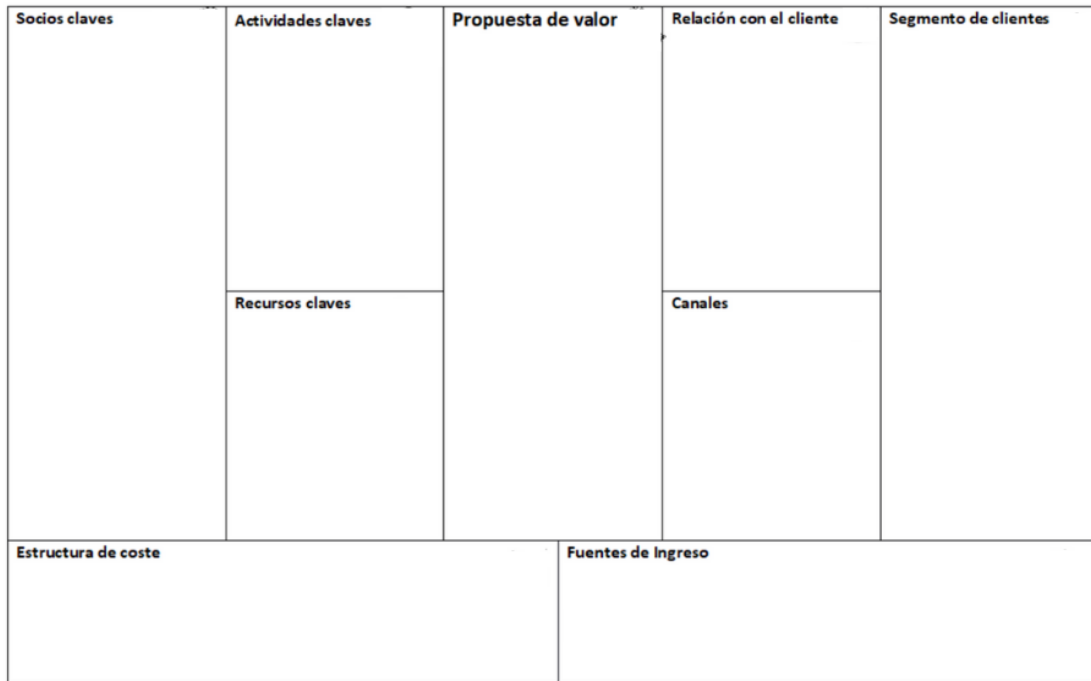 Socios claves
Actividades claves
Propuesta de valor
Relación con el cliente
Segmento de clientes
Recursos claves
Canales
Estructura de coste
Fuentes de Ingreso